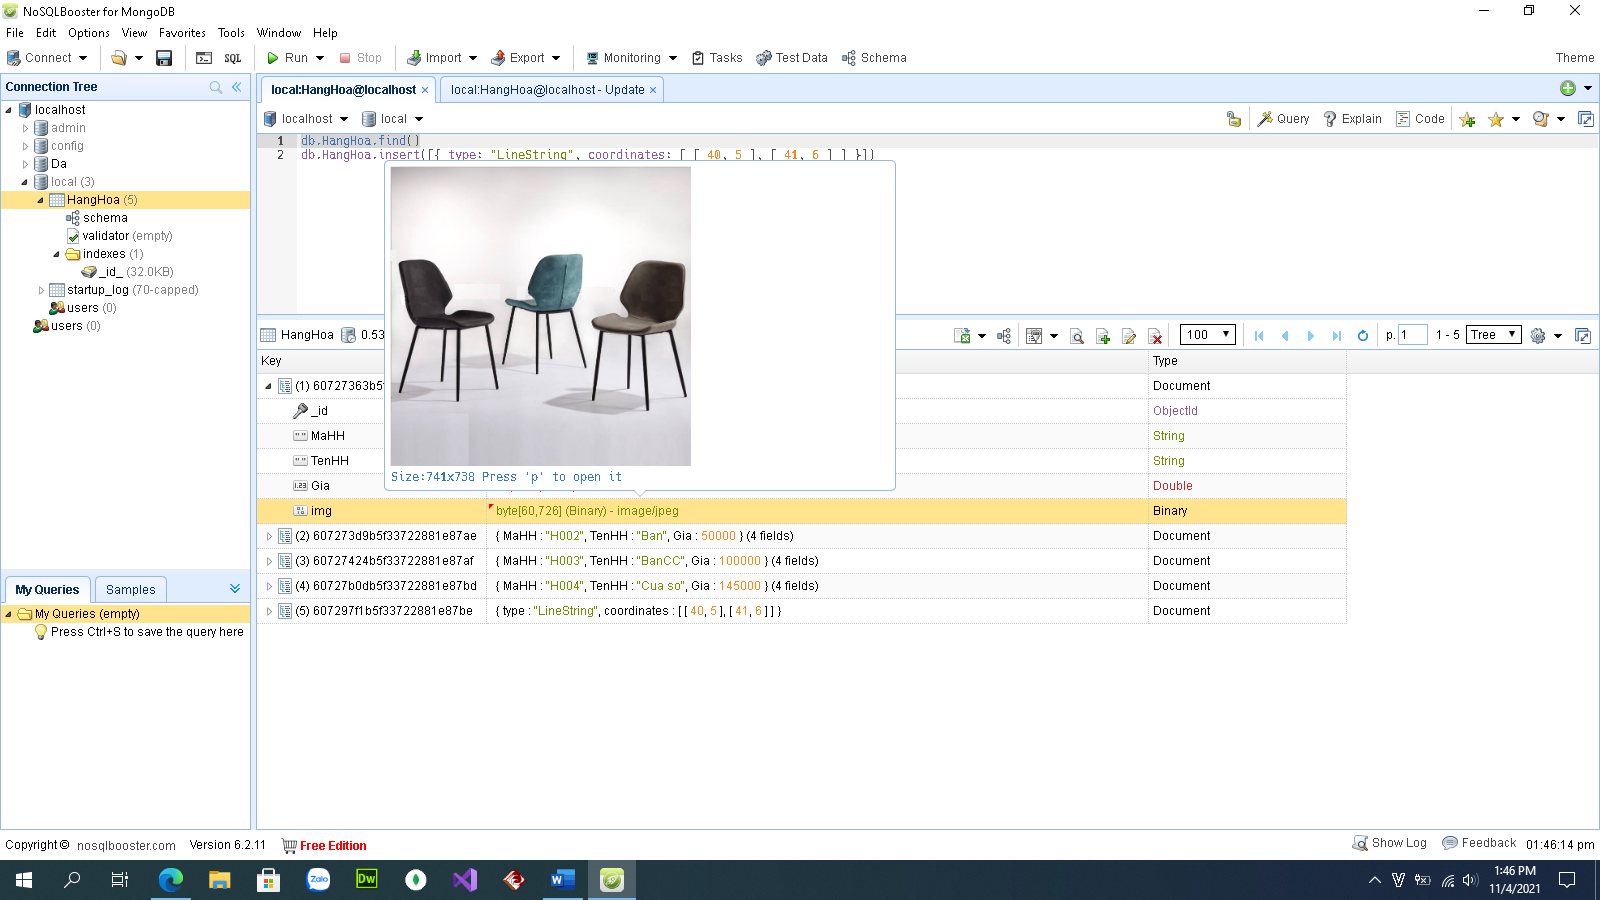 NoSQLBooster for MongoDB
File Edit Options View Favorites Tools Window Help
Connect SQL Run Stop Import Export Monitoring Tasks Test Data Schema Theme
Connection Tree
localhost
admin
config
Da
local (3)
HangHoa (5)
schema
validator (empty)
indexes (1)
_id_ (32.0KB)
startup_log (70-capped)
users (0)
users (0)
My Queries Samples
My Queries (empty)
Press Ctrl+S to save the query here
local:HangHoa@localhost × local:HangHoa@localhost - Update ×
localhost local Query Explain Code
1 db.HangHoa.find()
2 db.HangHoa.insert([{ type: "LineString", coordinates: [ [ 40, 5 ], [ 41, 6 ] ] }])
Size:741x738 Press 'p' to open it
HangHoa 0.53 100 p. 1 1 - 5 Tree
Key Type
(1) 60727363b5 Document
_id ObjectId
MaHH String
TenHH String
Gia Double
img byte[60,726] (Binary) - image/jpeg Binary
(2) 607273d9b5f33722881e87ae { MaHH : "H002", TenHH : "Ban", Gia : 50000 } (4 fields) Document
(3) 60727424b5f33722881e87af { MaHH : "H003", TenHH : "BanCC", Gia : 100000 } (4 fields) Document
(4) 60727b0db5f33722881e87bd { MaHH : "H004", TenHH : "Cua so", Gia : 145000 } (4 fields) Document
(5) 607297f1b5f33722881e87be { type : "LineString", coordinates : [ [ 40, 5 ], [ 41, 6 ] ] } Document
Copyright © nosqlbooster.com Version 6.2.11 Free Edition Show Log Feedback 01:46:14 pm
Zalo Dw W 1:46 PM
11/4/2021